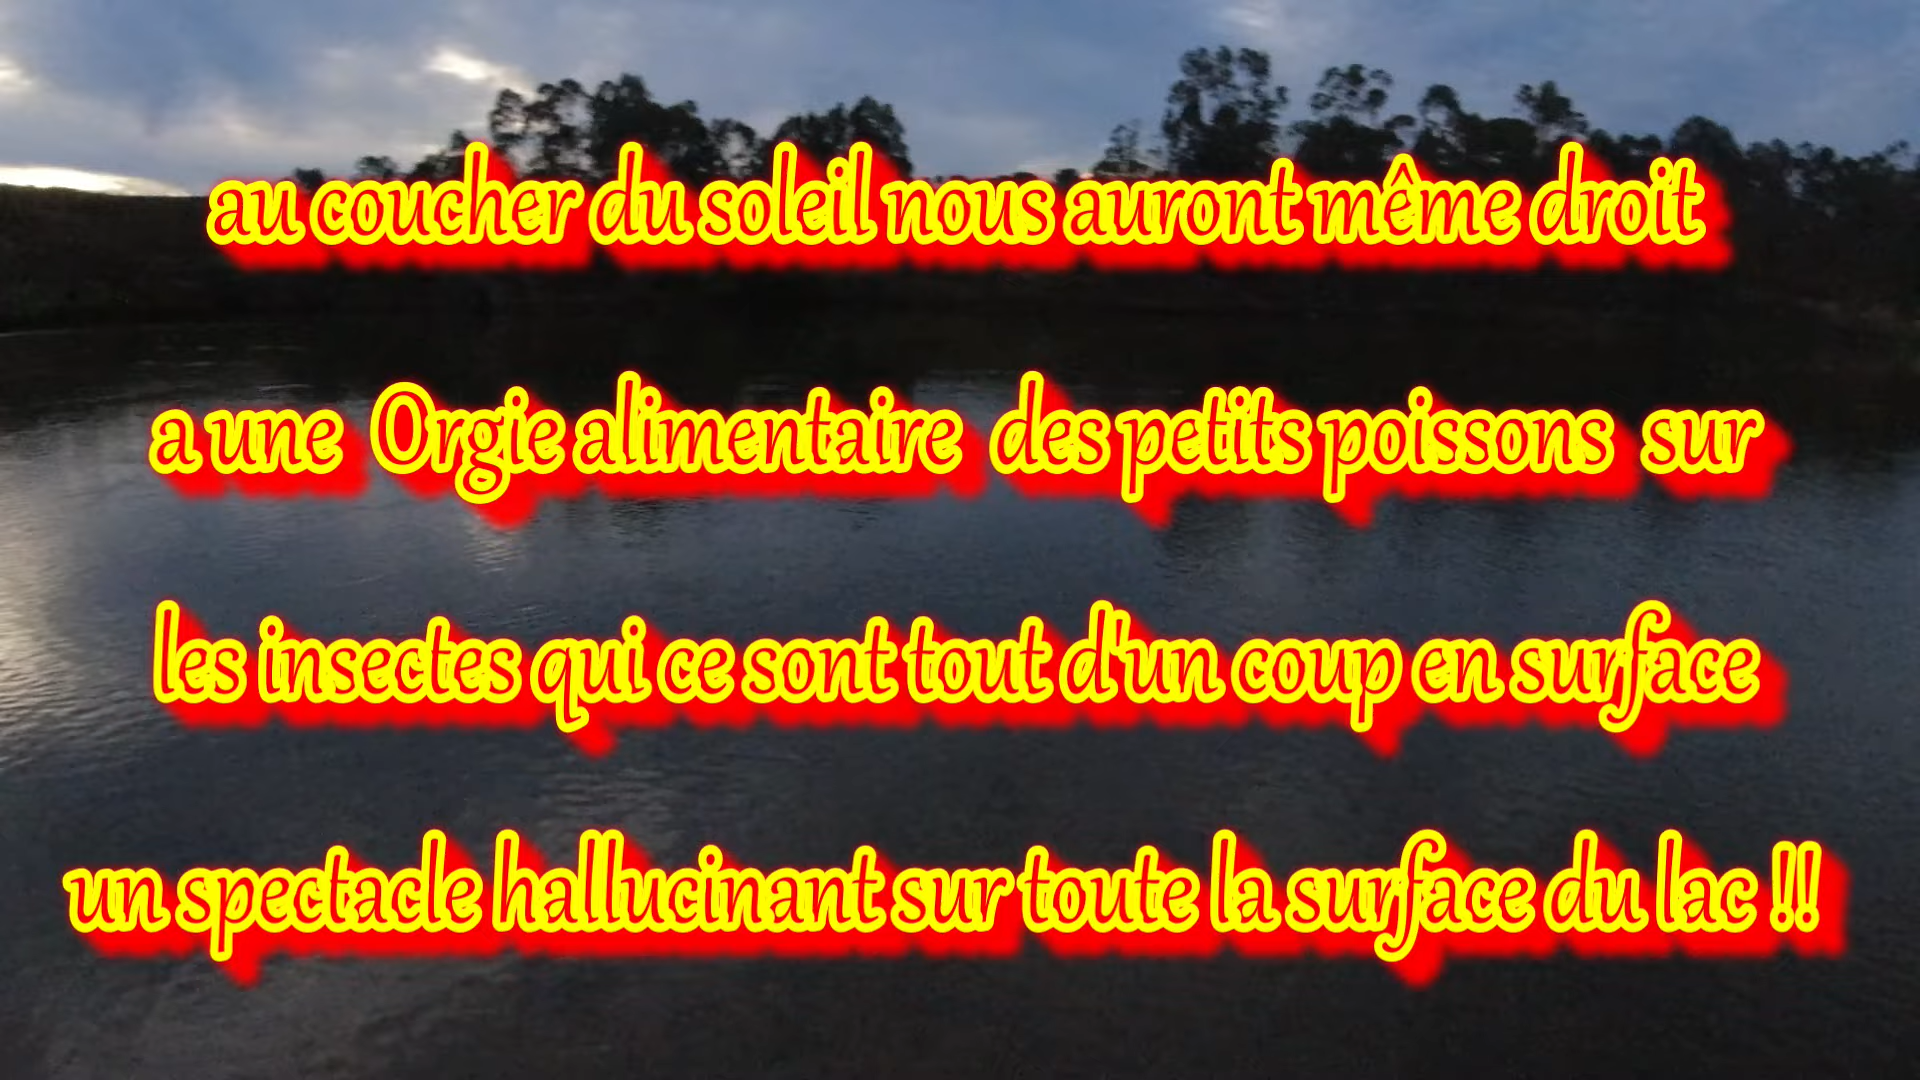 au coucher du soleil nous auront même droit
a une Orgie alimentaire des petits poissons sur
les insectes qui ce sont tout d'un coup en surface
un spectacle hallucinant sur toute la surface du lac !!